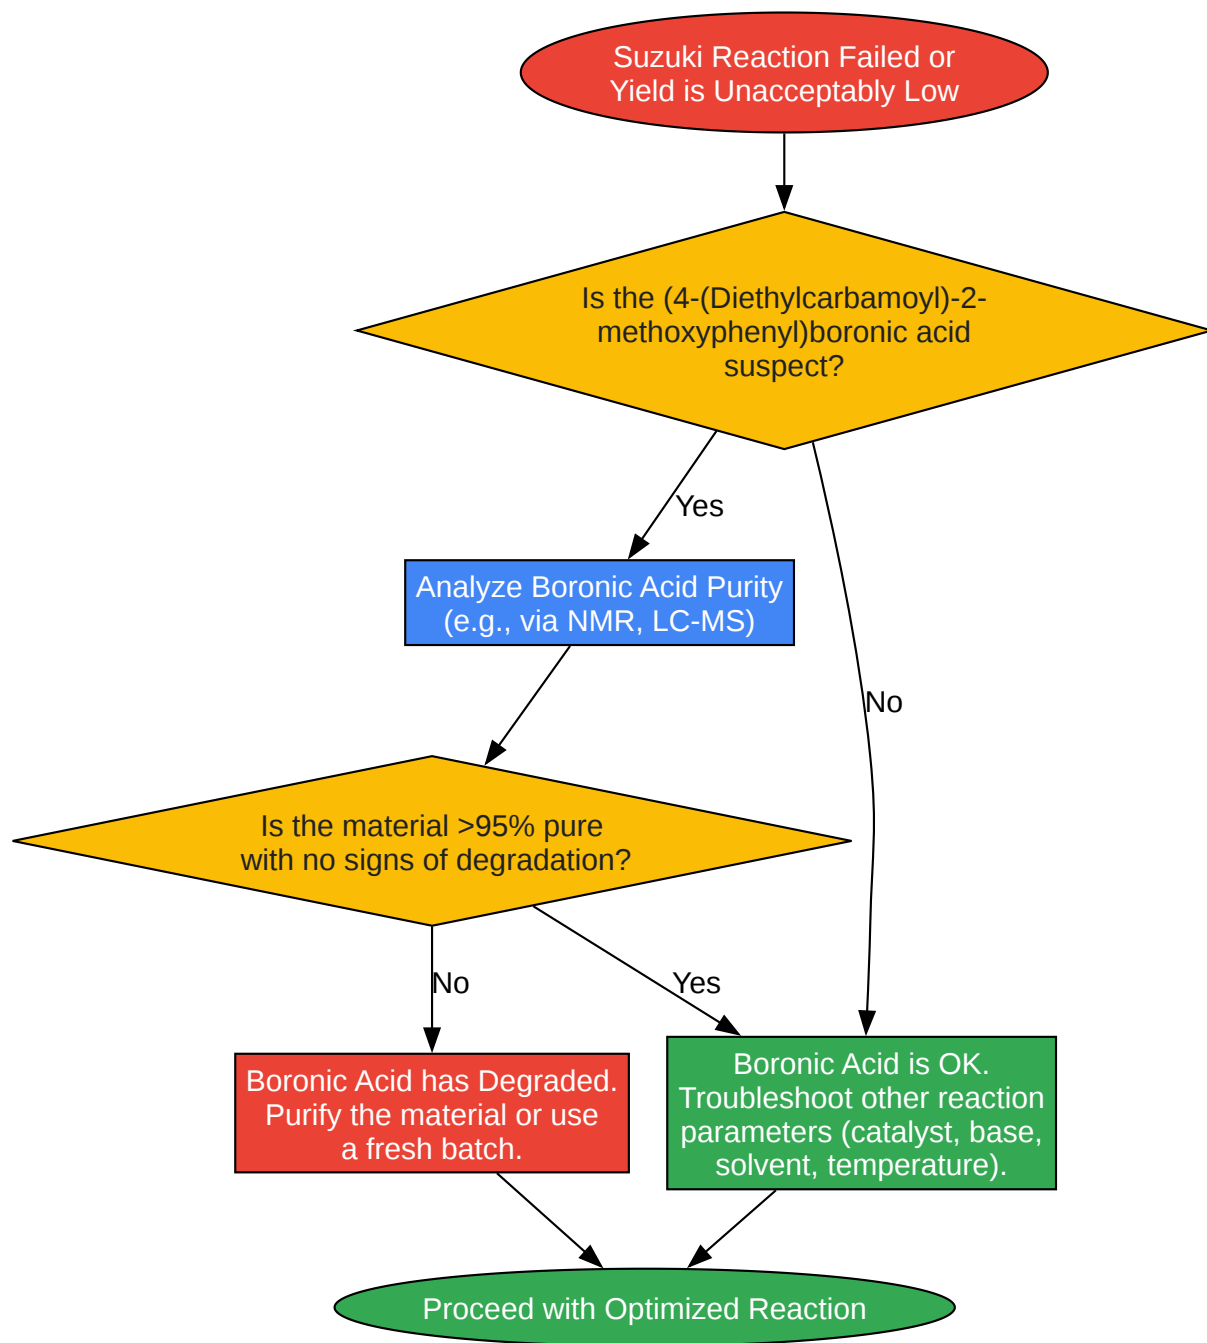 Suzuki Reaction Failed or
Yield is Unacceptably Low
Is the (4-(Diethylcarbamoyl)-2-
methoxyphenyl)boronic acid
suspect?
Yes
Analyze Boronic Acid Purity
(e.g., via NMR, LC-MS)
No
Is the material >95% pure
with no signs of degradation?
No
Yes
Boronic Acid has Degraded.
Purify the material or use
a fresh batch.
Boronic Acid is OK.
Troubleshoot other reaction
parameters (catalyst, base,
solvent, temperature).
Proceed with Optimized Reaction